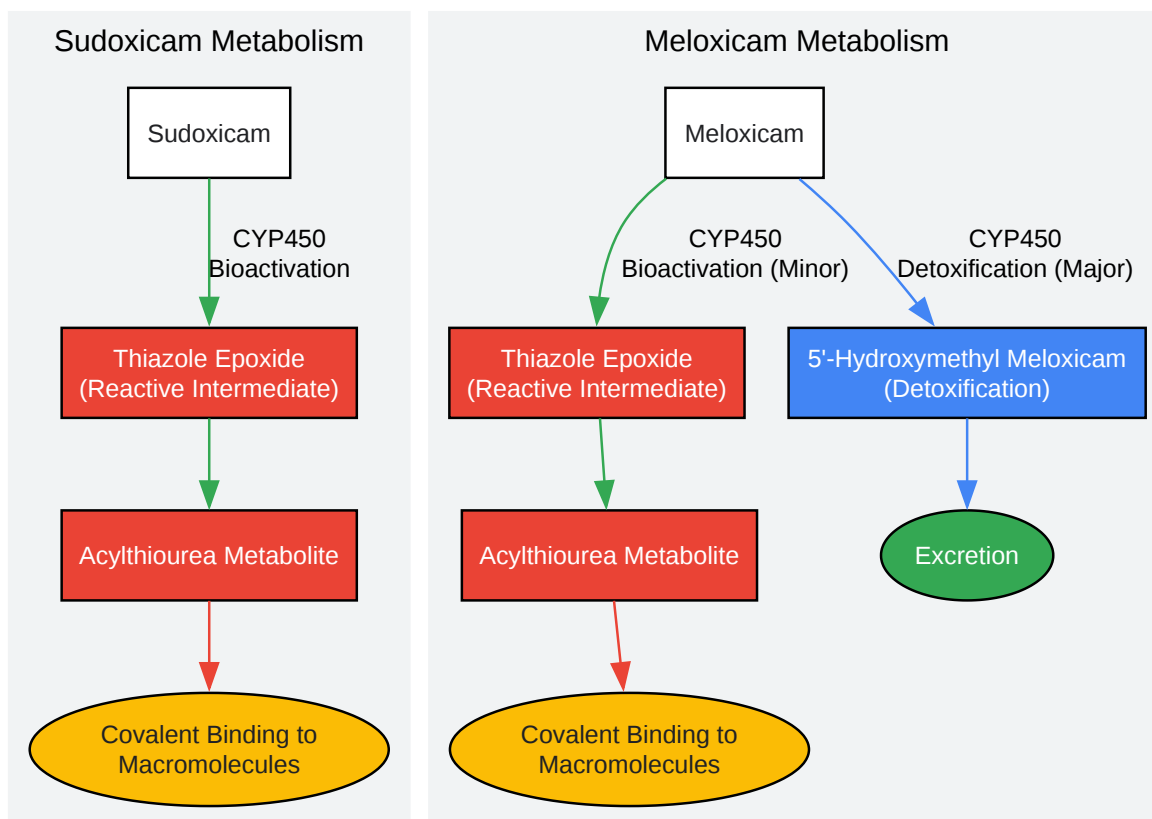 Sudoxicam Metabolism
Sudoxicam
CYP450
Bioactivation
Thiazole Epoxide
(Reactive Intermediate)
Acylthiourea Metabolite
Covalent Binding to
Macromolecules
Meloxicam Metabolism
Meloxicam
CYP450
Bioactivation (Minor)
CYP450
Detoxification (Major)
Thiazole Epoxide
(Reactive Intermediate)
5'-Hydroxymethyl Meloxicam
(Detoxification)
Acylthiourea Metabolite
Excretion
Covalent Binding to
Macromolecules